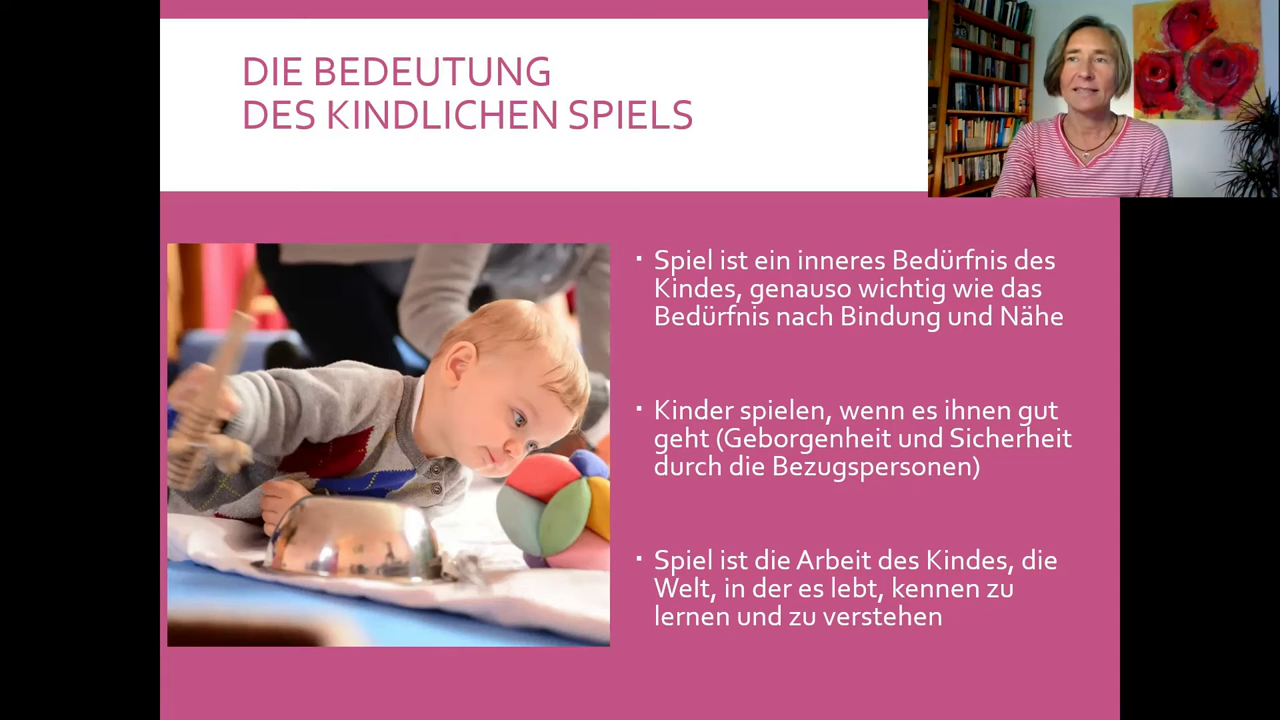 DIE BEDEUTUNG
DES KINDLICHEN SPIELS
▪ Spiel ist ein inneres Bedürfnis des
Kindes, genauso wichtig wie das
Bedürfnis nach Bindung und Nähe
▪ Kinder spielen, wenn es ihnen gut
geht (Geborgenheit und Sicherheit
durch die Bezugspersonen)
▪ Spiel ist die Arbeit des Kindes, die
Welt, in der es lebt, kennen zu
lernen und zu verstehen